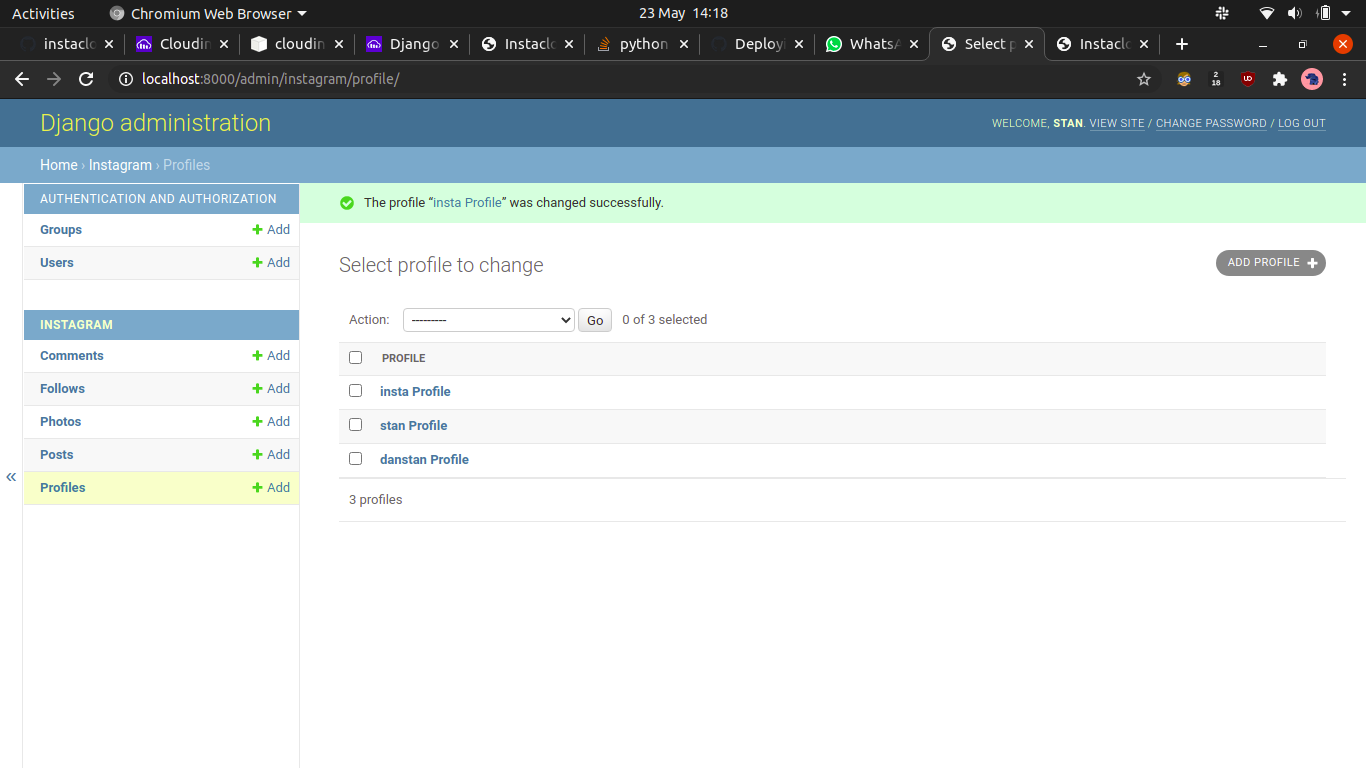 Activities Chromium Web Browser 23 May 14:18
instaclo Cloudin cloudin Django Instaclo python Deployi WhatsA Select p Instaclo
localhost:8000/admin/instagram/profile/ 2 18 UO
Django administration WELCOME, STAN. VIEW SITE / CHANGE PASSWORD / LOG OUT
Home › Instagram › Profiles
AUTHENTICATION AND AUTHORIZATION
Groups Add
Users Add
INSTAGRAM
Comments Add
Follows Add
Photos Add
Posts Add
Profiles Add
«
The profile “insta Profile” was changed successfully.
Select profile to change ADD PROFILE
Action: --------- Go 0 of 3 selected
PROFILE
insta Profile
stan Profile
danstan Profile
3 profiles